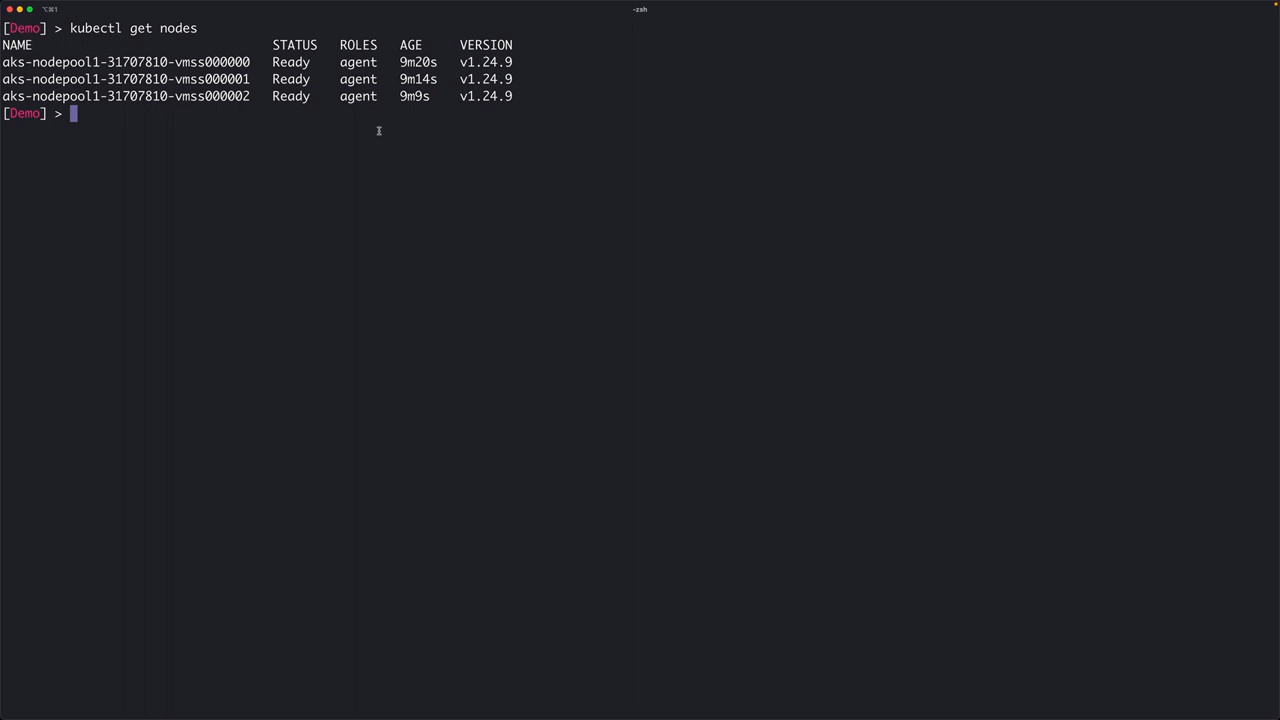 ⌥⌘1
-zsh
[Demo] > kubectl get nodes
NAME                                STATUS   ROLES   AGE     VERSION
aks-nodepool1-31707810-vmss000000   Ready    agent   9m20s   v1.24.9
aks-nodepool1-31707810-vmss000001   Ready    agent   9m14s   v1.24.9
aks-nodepool1-31707810-vmss000002   Ready    agent   9m9s    v1.24.9
[Demo] >